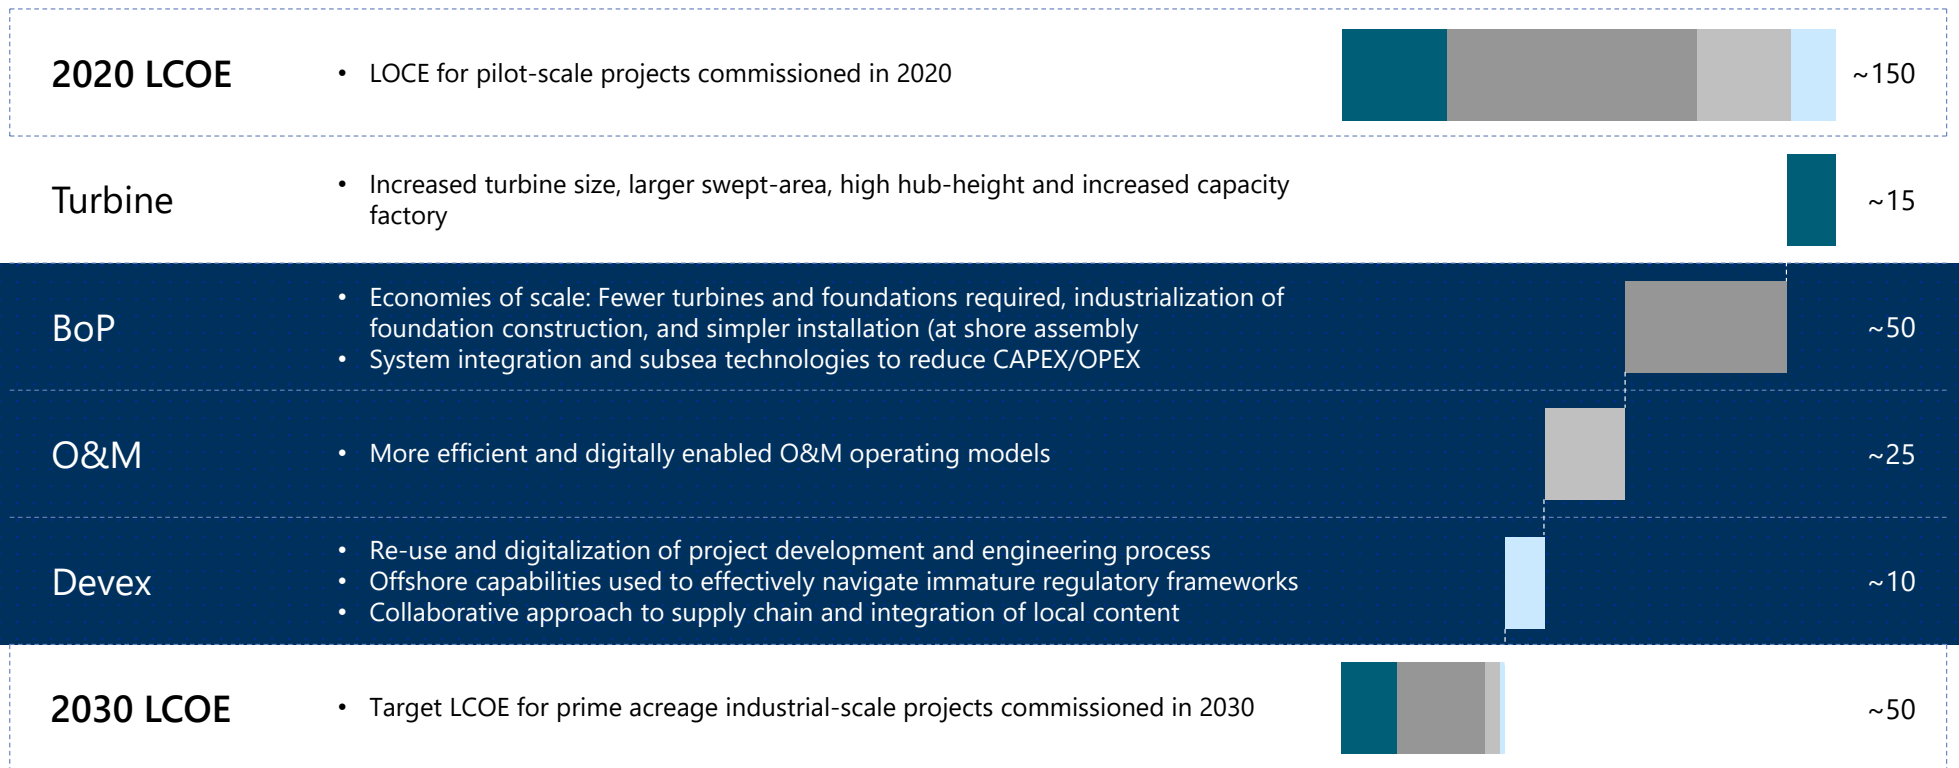 2020 LCOE
• LOCE for pilot-scale projects commissioned in 2020
~150
Turbine
• Increased turbine size, larger swept-area, high hub-height and increased capacity
factory
~15
BoP
• Economies of scale: Fewer turbines and foundations required, industrialization of
foundation construction, and simpler installation (at shore assembly
• System integration and subsea technologies to reduce CAPEX/OPEX
~50
O&M
• More efficient and digitally enabled O&M operating models
~25
Devex
• Re-use and digitalization of project development and engineering process
• Offshore capabilities used to effectively navigate immature regulatory frameworks
• Collaborative approach to supply chain and integration of local content
~10
2030 LCOE
• Target LCOE for prime acreage industrial-scale projects commissioned in 2030
~50